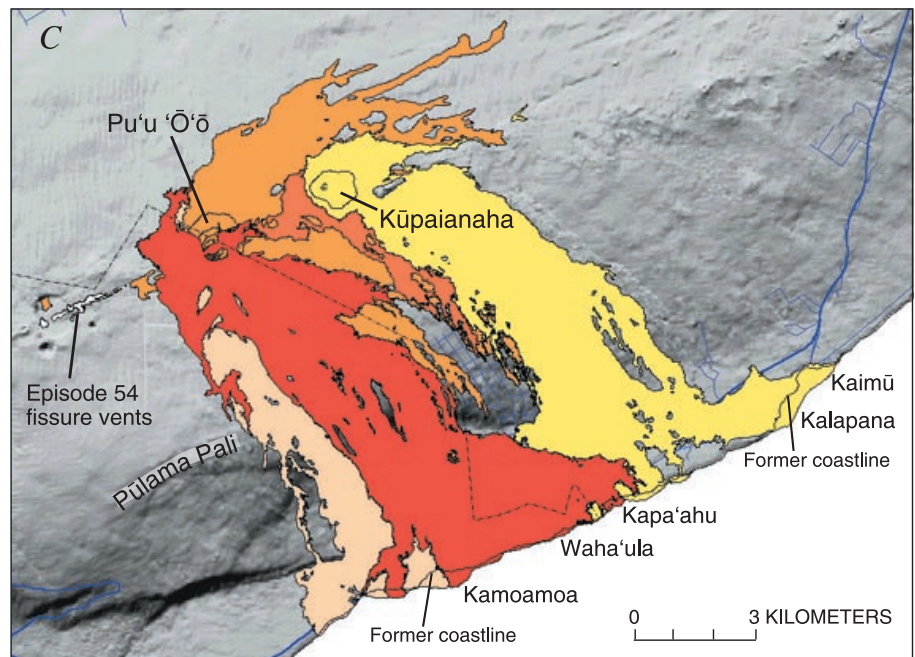 C
Pu‘u ‘Ō‘ō
Kūpaianaha
Episode 54
fissure vents
Pūlama Pali
Kaimū
Kalapana
Former coastline
Kapa‘ahu
Waha‘ula
Kamoamoa
Former coastline
0 3 KILOMETERS